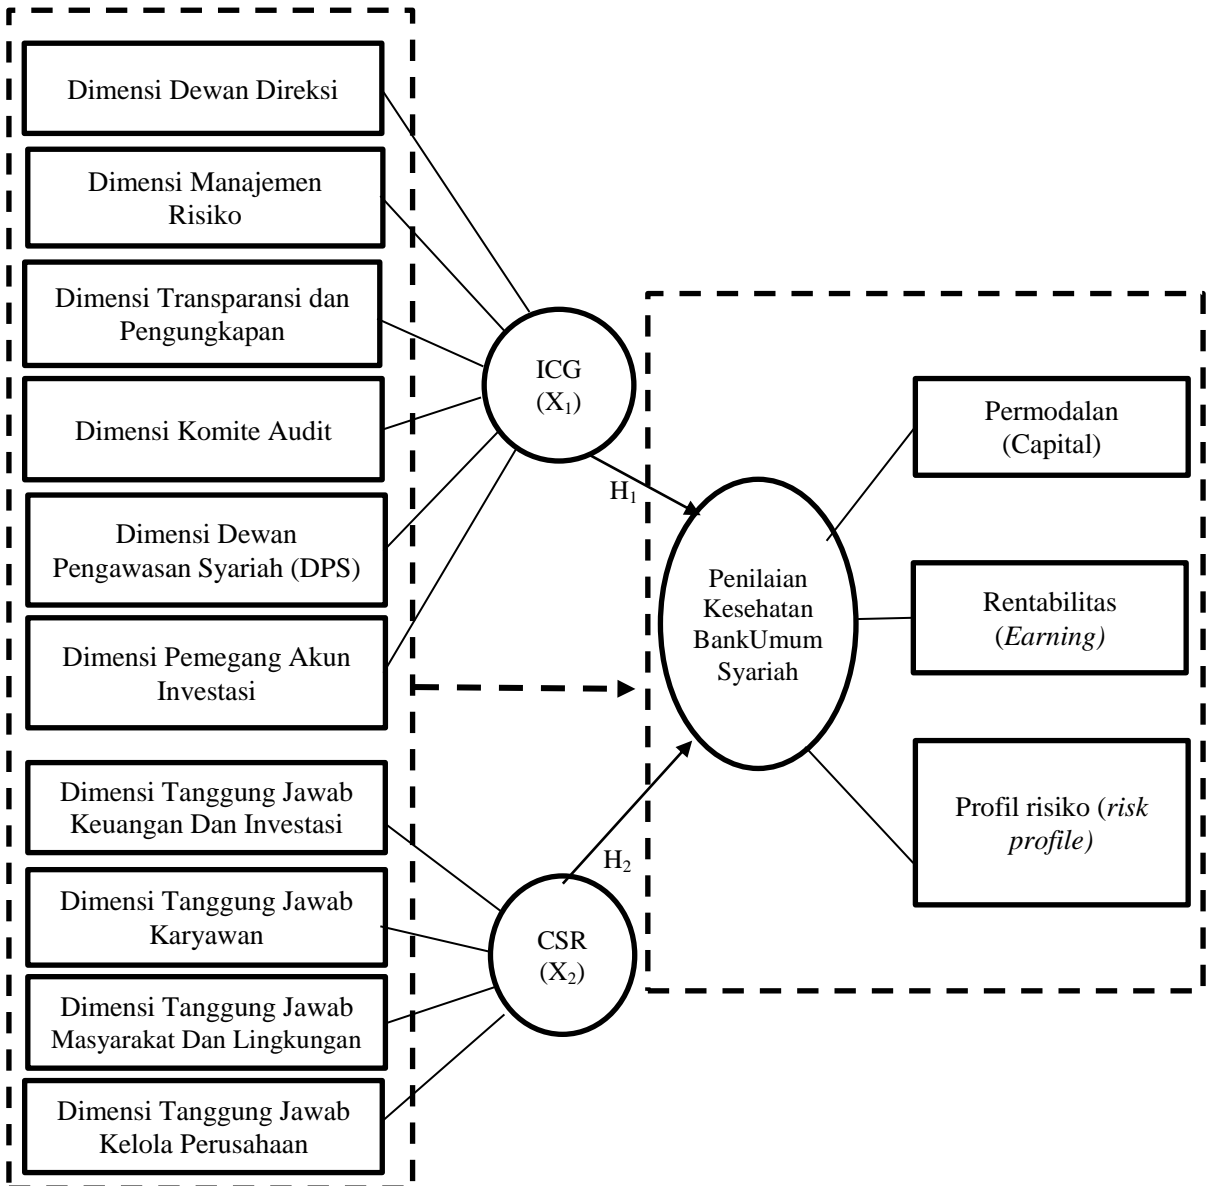 Dimensi Dewan Direksi
Dimensi Manajemen
Risiko
Dimensi Transparansi dan
Pengungkapan
Dimensi Komite Audit
Dimensi Dewan
Pengawasan Syariah (DPS)
Dimensi Pemegang Akun
Investasi
Dimensi Tanggung Jawab
Keuangan Dan Investasi
Dimensi Tanggung Jawab
Karyawan
Dimensi Tanggung Jawab
Masyarakat Dan Lingkungan
Dimensi Tanggung Jawab
Kelola Perusahaan
ICG
(X₁)
H₁
CSR
(X₂)
H₂
Penilaian
Kesehatan
BankUmum
Syariah
Permodalan
(Capital)
Rentabilitas
(Earning)
Profil risiko (risk
profile)